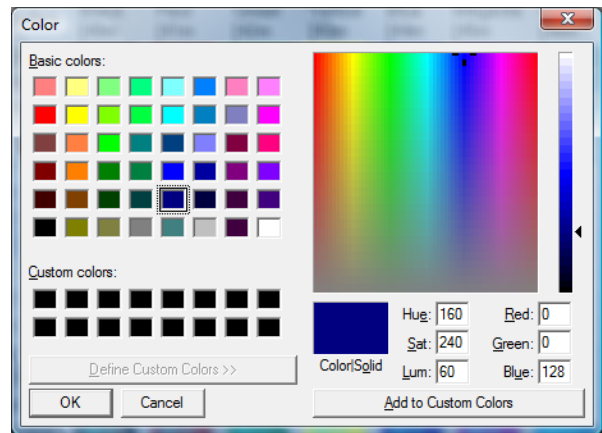 Color
Basic colors:
Custom colors:
Define Custom Colors >>
OK Cancel
Color|Solid
Hue: 160 Red: 0
Sat: 240 Green: 0
Lum: 60 Blue: 128
Add to Custom Colors